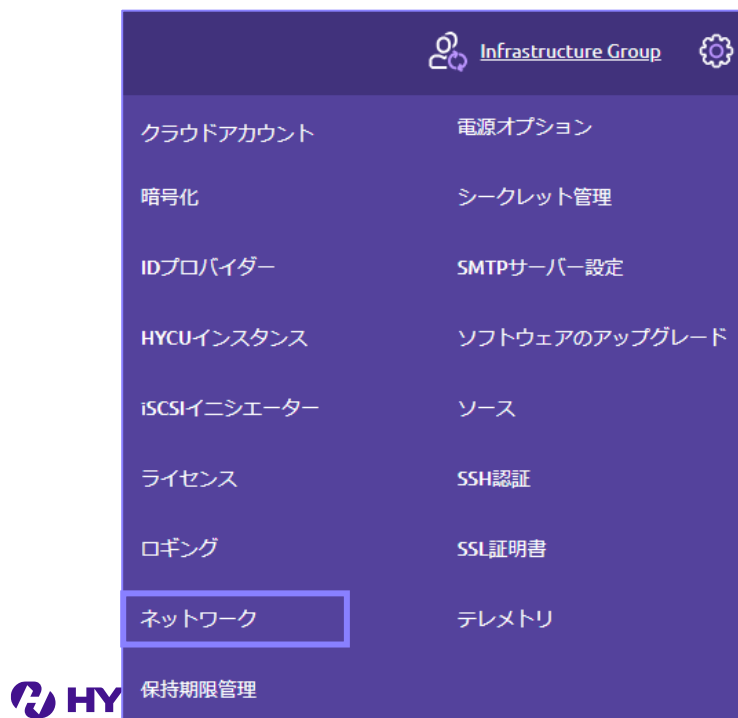 Infrastructure Group
クラウドアカウント
暗号化
IDプロバイダー
HYCUインスタンス
iSCSIイニシエーター
ライセンス
ロギング
ネットワーク
保持期限管理
電源オプション
シークレット管理
SMTPサーバー設定
ソフトウェアのアップグレード
ソース
SSH認証
SSL証明書
テレメトリ
HY